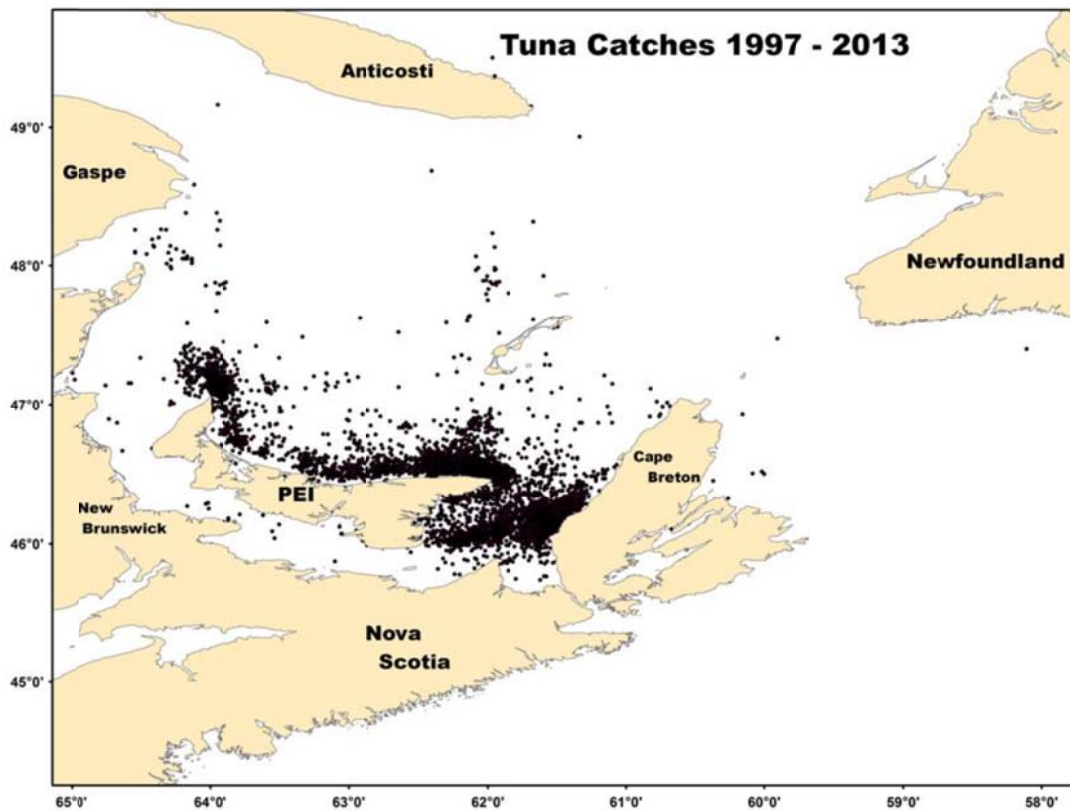 Tuna Catches 1997 - 2013
Anticosti
49°0'
Gaspe
48°0'
Newfoundland
47°0'
Cape
Breton
PEI
New
Brunswick
46°0'
Nova
Scotia
45°0'
65°0' 64°0' 63°0' 62°0' 61°0' 60°0' 59°0' 58°0'